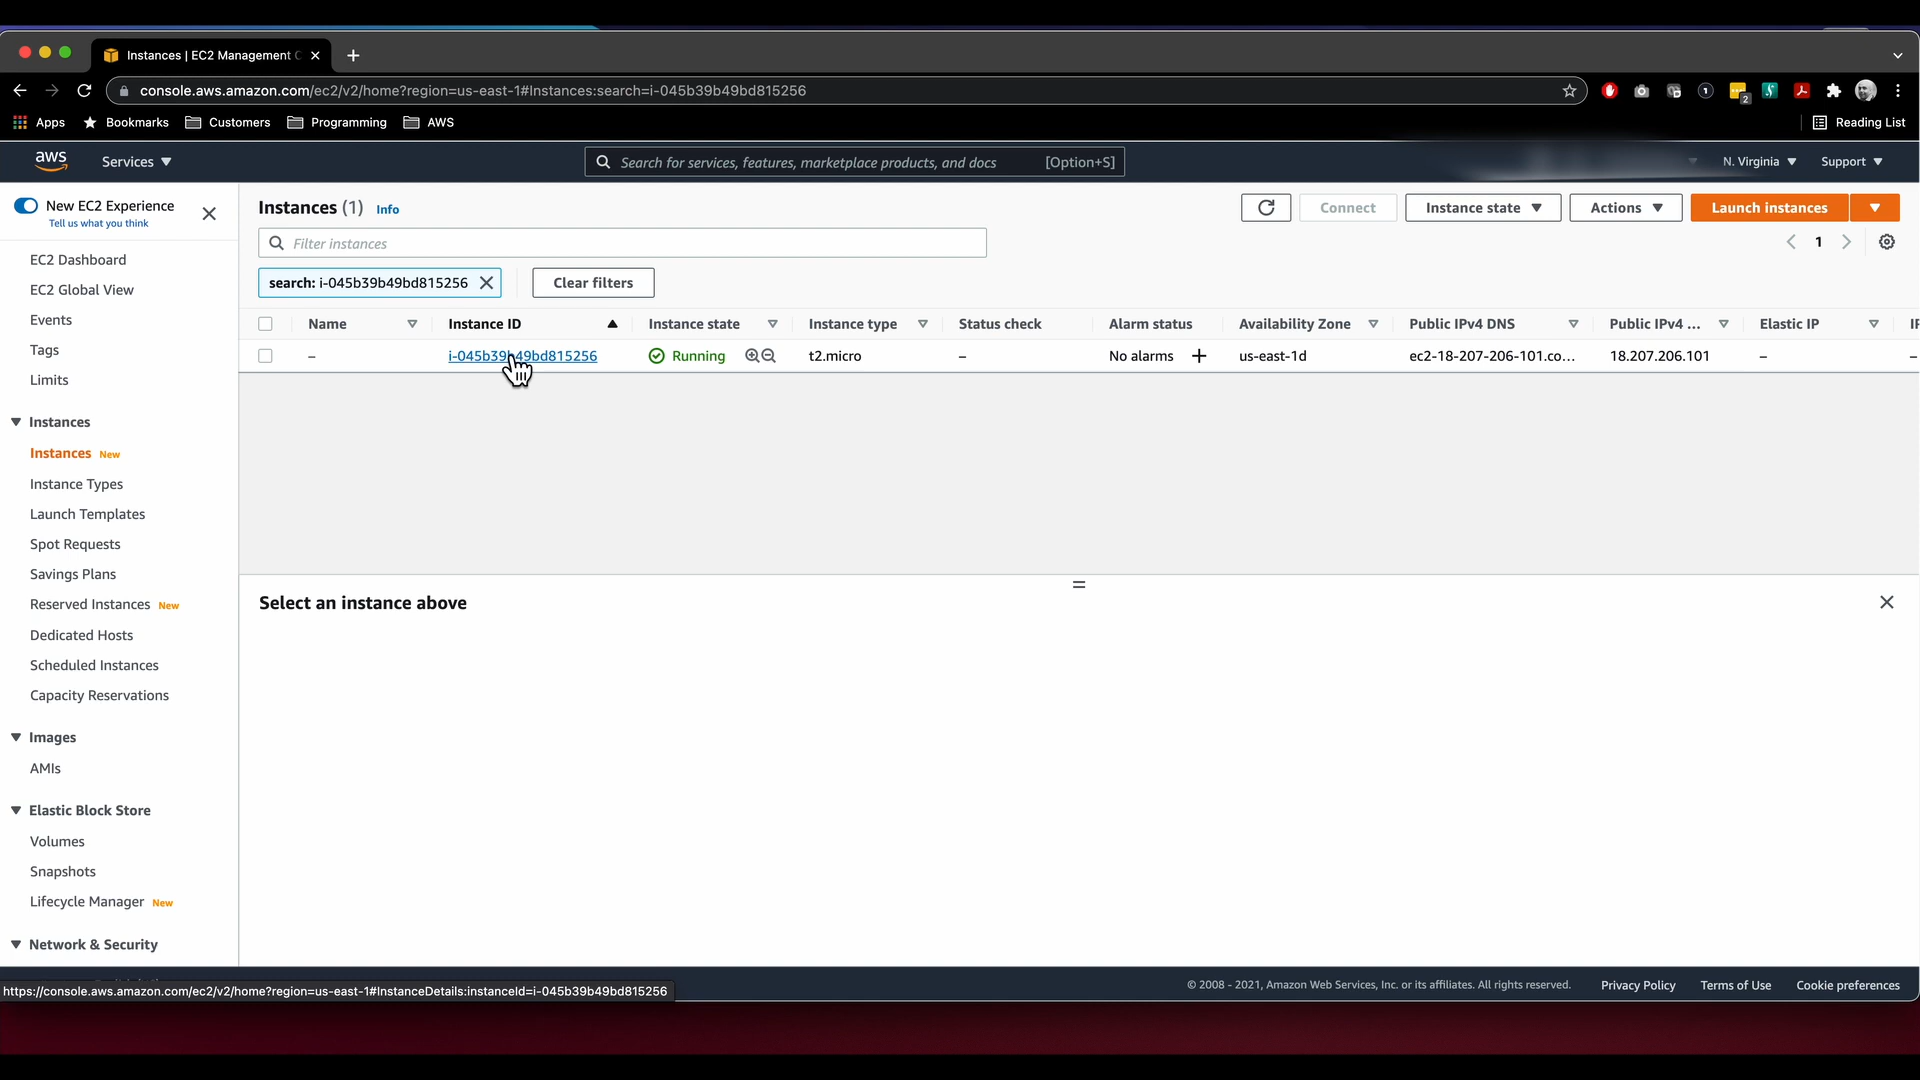 Instances | EC2 Management C
console.aws.amazon.com/ec2/v2/home?region=us-east-1#Instances:search=i-045b39b49bd815256
2
Apps
Bookmarks
Customers
Programming
AWS
Reading List
aws
Services
Search for services, features, marketplace products, and docs
[Option+S]
N. Virginia
Support
New EC2 Experience
Tell us what you think
EC2 Dashboard
EC2 Global View
Events
Tags
Limits
Instances
Instances New
Instance Types
Launch Templates
Spot Requests
Savings Plans
Reserved Instances New
Dedicated Hosts
Scheduled Instances
Capacity Reservations
Images
AMIs
Elastic Block Store
Volumes
Snapshots
Lifecycle Manager New
Network & Security
Instances (1) Info
Connect
Instance state
Actions
Launch instances
Filter instances
1
search: i-045b39b49bd815256
Clear filters
Name Instance ID Instance state Instance type Status check Alarm status Availability Zone Public IPv4 DNS Public IPv4 ... Elastic IP
– i-045b39b49bd815256 Running t2.micro – No alarms + us-east-1d ec2-18-207-206-101.co... 18.207.206.101 – –
Select an instance above
https://console.aws.amazon.com/ec2/v2/home?region=us-east-1#InstanceDetails:instanceId=i-045b39b49bd815256
© 2008 - 2021, Amazon Web Services, Inc. or its affiliates. All rights reserved.
Privacy Policy
Terms of Use
Cookie preferences